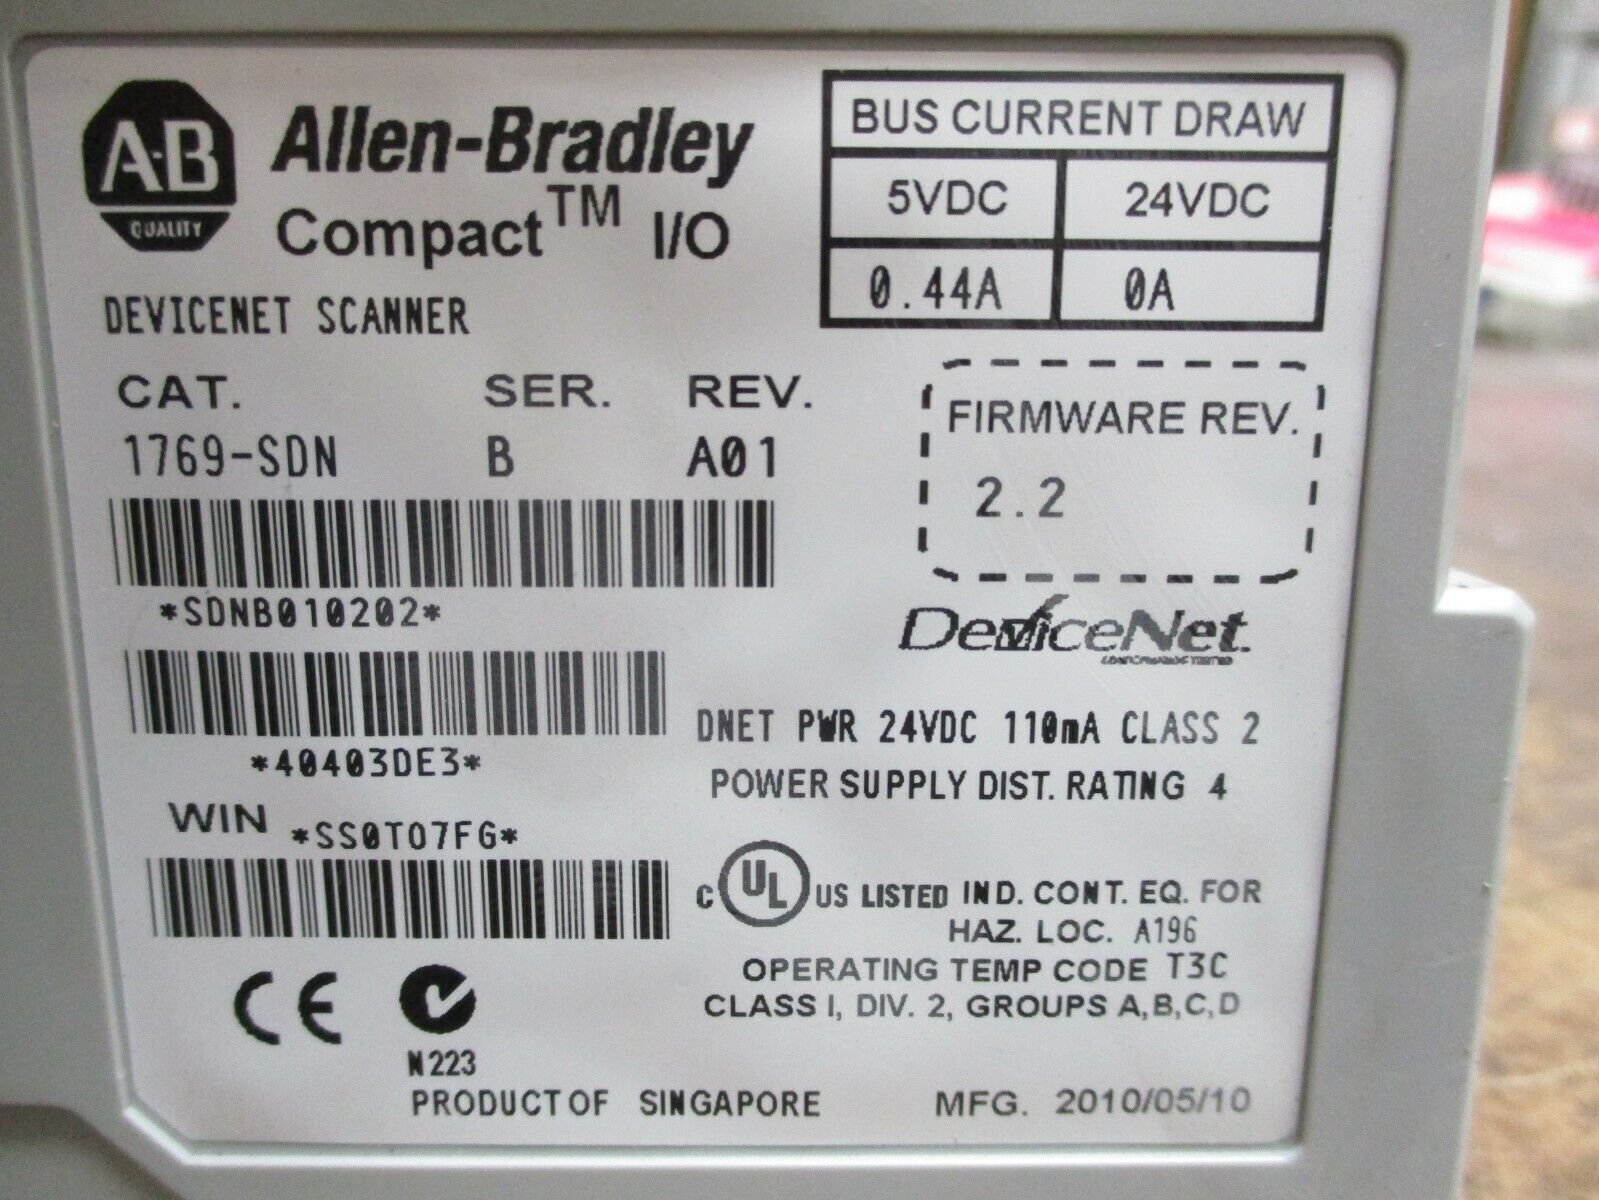 A-B
QUALITY
Allen-Bradley
Compact™ I/O
DEVICENET SCANNER
BUS CURRENT DRAW
5VDC 24VDC
0.44A 0A
CAT. SER. REV.
1769-SDN B A01
FIRMWARE REV.
2.2
*SDNB010202*
*40403DE3*
WIN *SS0T07FG*
DeviceNet.
CONFORMANCE TESTED
DNET PWR 24VDC 110mA CLASS 2
POWER SUPPLY DIST. RATING 4
C UL US LISTED IND. CONT. EQ. FOR
HAZ. LOC. A196
OPERATING TEMP CODE T3C
CLASS I, DIV. 2, GROUPS A,B,C,D
CE
N223
PRODUCT OF SINGAPORE
MFG. 2010/05/10